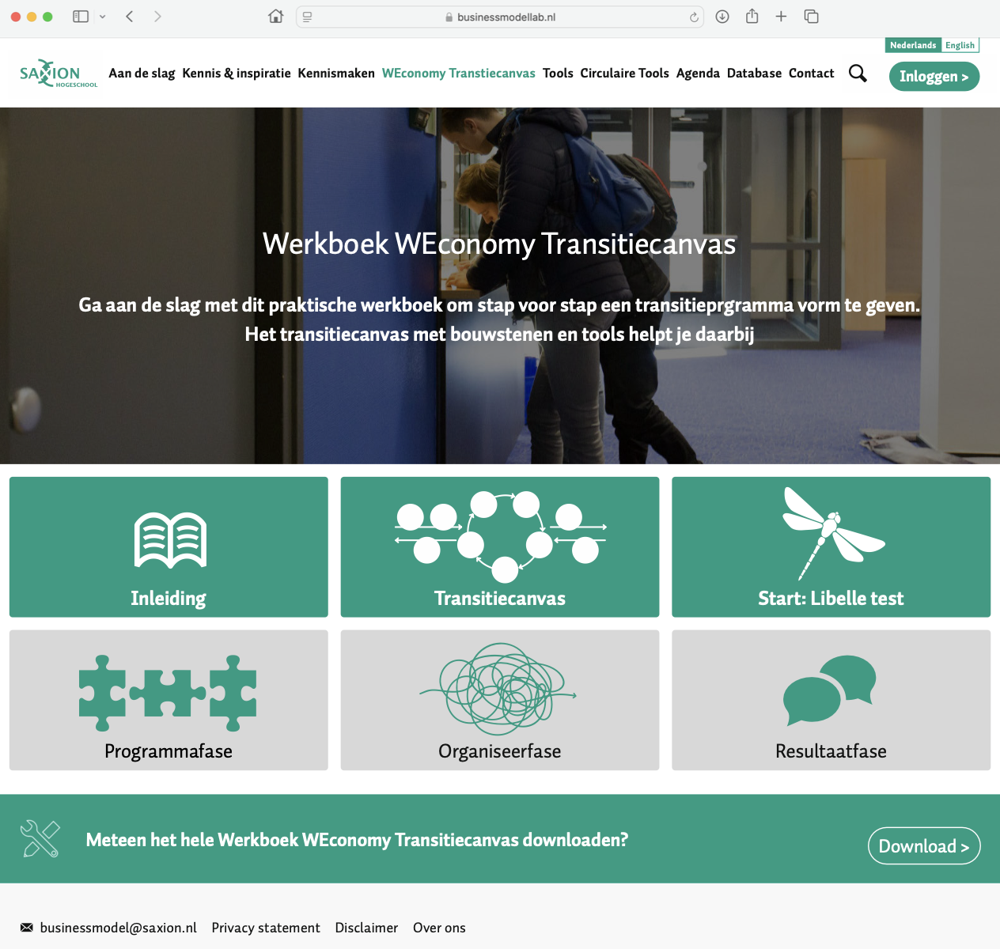 businessmodellab.nl
Nederlands English
SAXION
HOGESCHOOL
Aan de slag Kennis & inspiratie Kennismaken WEconomy Transtiecanvas Tools Circulaire Tools Agenda Database Contact
Inloggen >
Werkboek WEconomy Transitiecanvas
Ga aan de slag met dit praktische werkboek om stap voor stap een transitieprgramma vorm te geven.
Het transitiecanvas met bouwstenen en tools helpt je daarbij
Inleiding
Transitiecanvas
Start: Libelle test
Programmafase
Organiseerfase
Resultaatfase
Meteen het hele Werkboek WEconomy Transitiecanvas downloaden?
Download >
businessmodel@saxion.nl Privacy statement Disclaimer Over ons